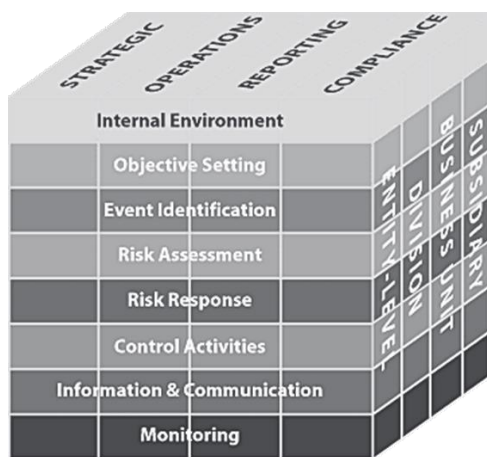 STRATEGIC
OPERATIONS
REPORTING
COMPLIANCE
Internal Environment
Objective Setting
Event Identification
Risk Assessment
Risk Response
Control Activities
Information & Communication
Monitoring
ENTITY-LEVEL
DIVISION
BUSINESS UNIT
SUBSIDIARY